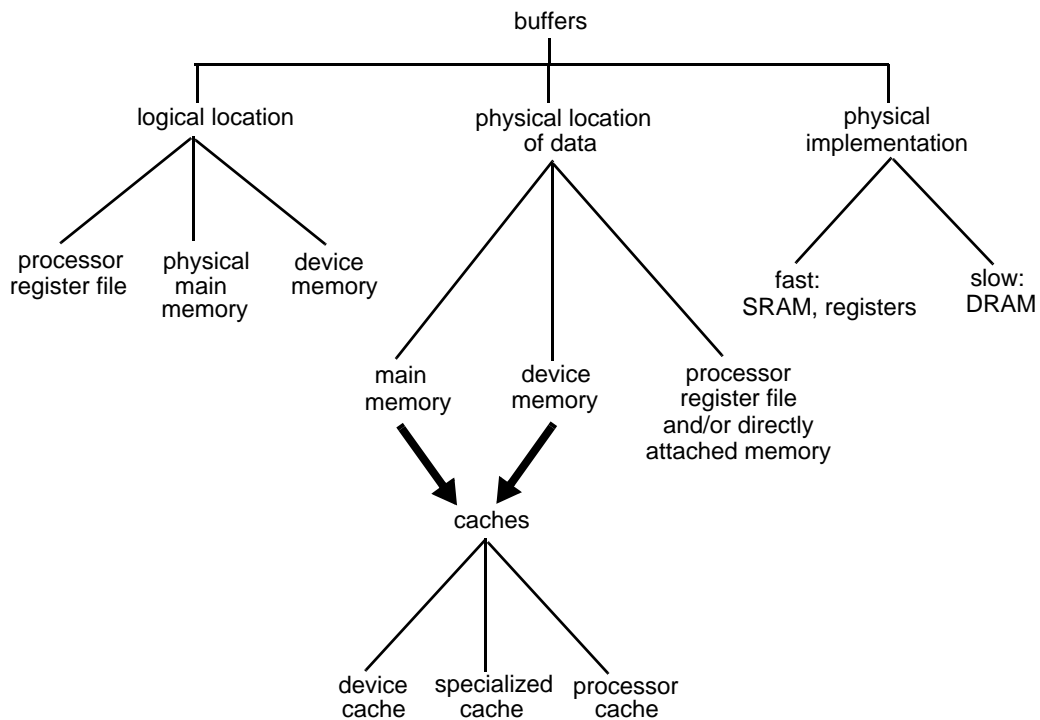 buffers
logical location
physical location
of data
physical
implementation
processor
register file
physical
main
memory
device
memory
fast:
SRAM, registers
slow:
DRAM
main
memory
device
memory
processor
register file
and/or directly
attached memory
caches
device
cache
specialized
cache
processor
cache